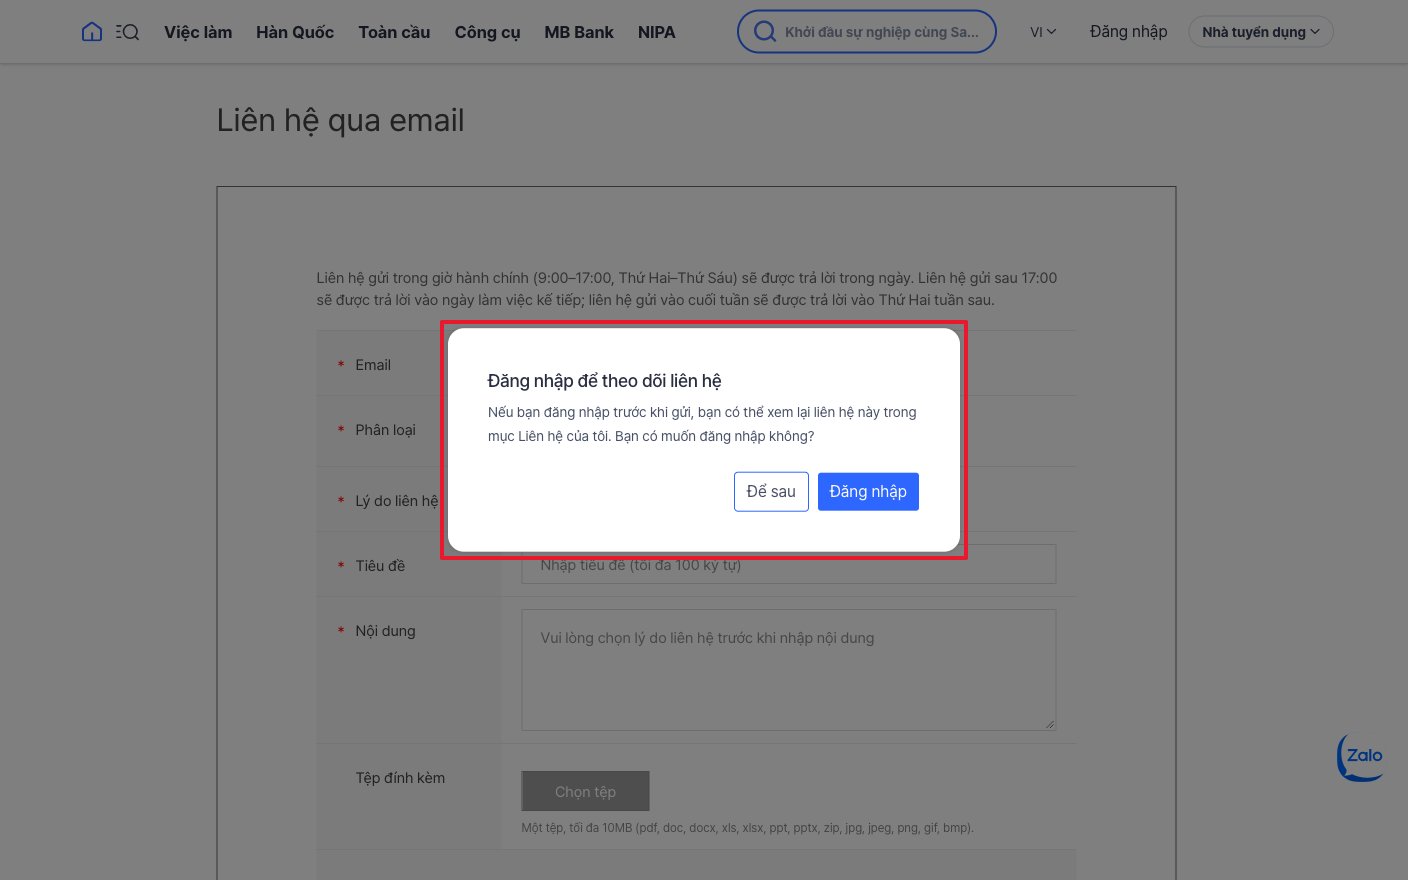 Việc làm
Hàn Quốc
Toàn cầu
Công cụ
MB Bank
NIPA
Khởi đầu sự nghiệp cùng Sa...
VI
Đăng nhập
Nhà tuyển dụng
Liên hệ qua email
Liên hệ gửi trong giờ hành chính (9:00–17:00, Thứ Hai–Thứ Sáu) sẽ được trả lời trong ngày. Liên hệ gửi sau 17:00
sẽ được trả lời vào ngày làm việc kế tiếp; liên hệ gửi vào cuối tuần sẽ được trả lời vào Thứ Hai tuần sau.
* Email
* Phân loại
* Lý do liên hệ
Đăng nhập để theo dõi liên hệ
Nếu bạn đăng nhập trước khi gửi, bạn có thể xem lại liên hệ này trong
mục Liên hệ của tôi. Bạn có muốn đăng nhập không?
Để sau
Đăng nhập
* Tiêu đề
Nhập tiêu đề (tối đa 100 ký tự)
* Nội dung
Vui lòng chọn lý do liên hệ trước khi nhập nội dung
Tệp đính kèm
Chọn tệp
Một tệp, tối đa 10MB (pdf, doc, docx, xls, xlsx, ppt, pptx, zip, jpg, jpeg, png, gif, bmp).
Zalo